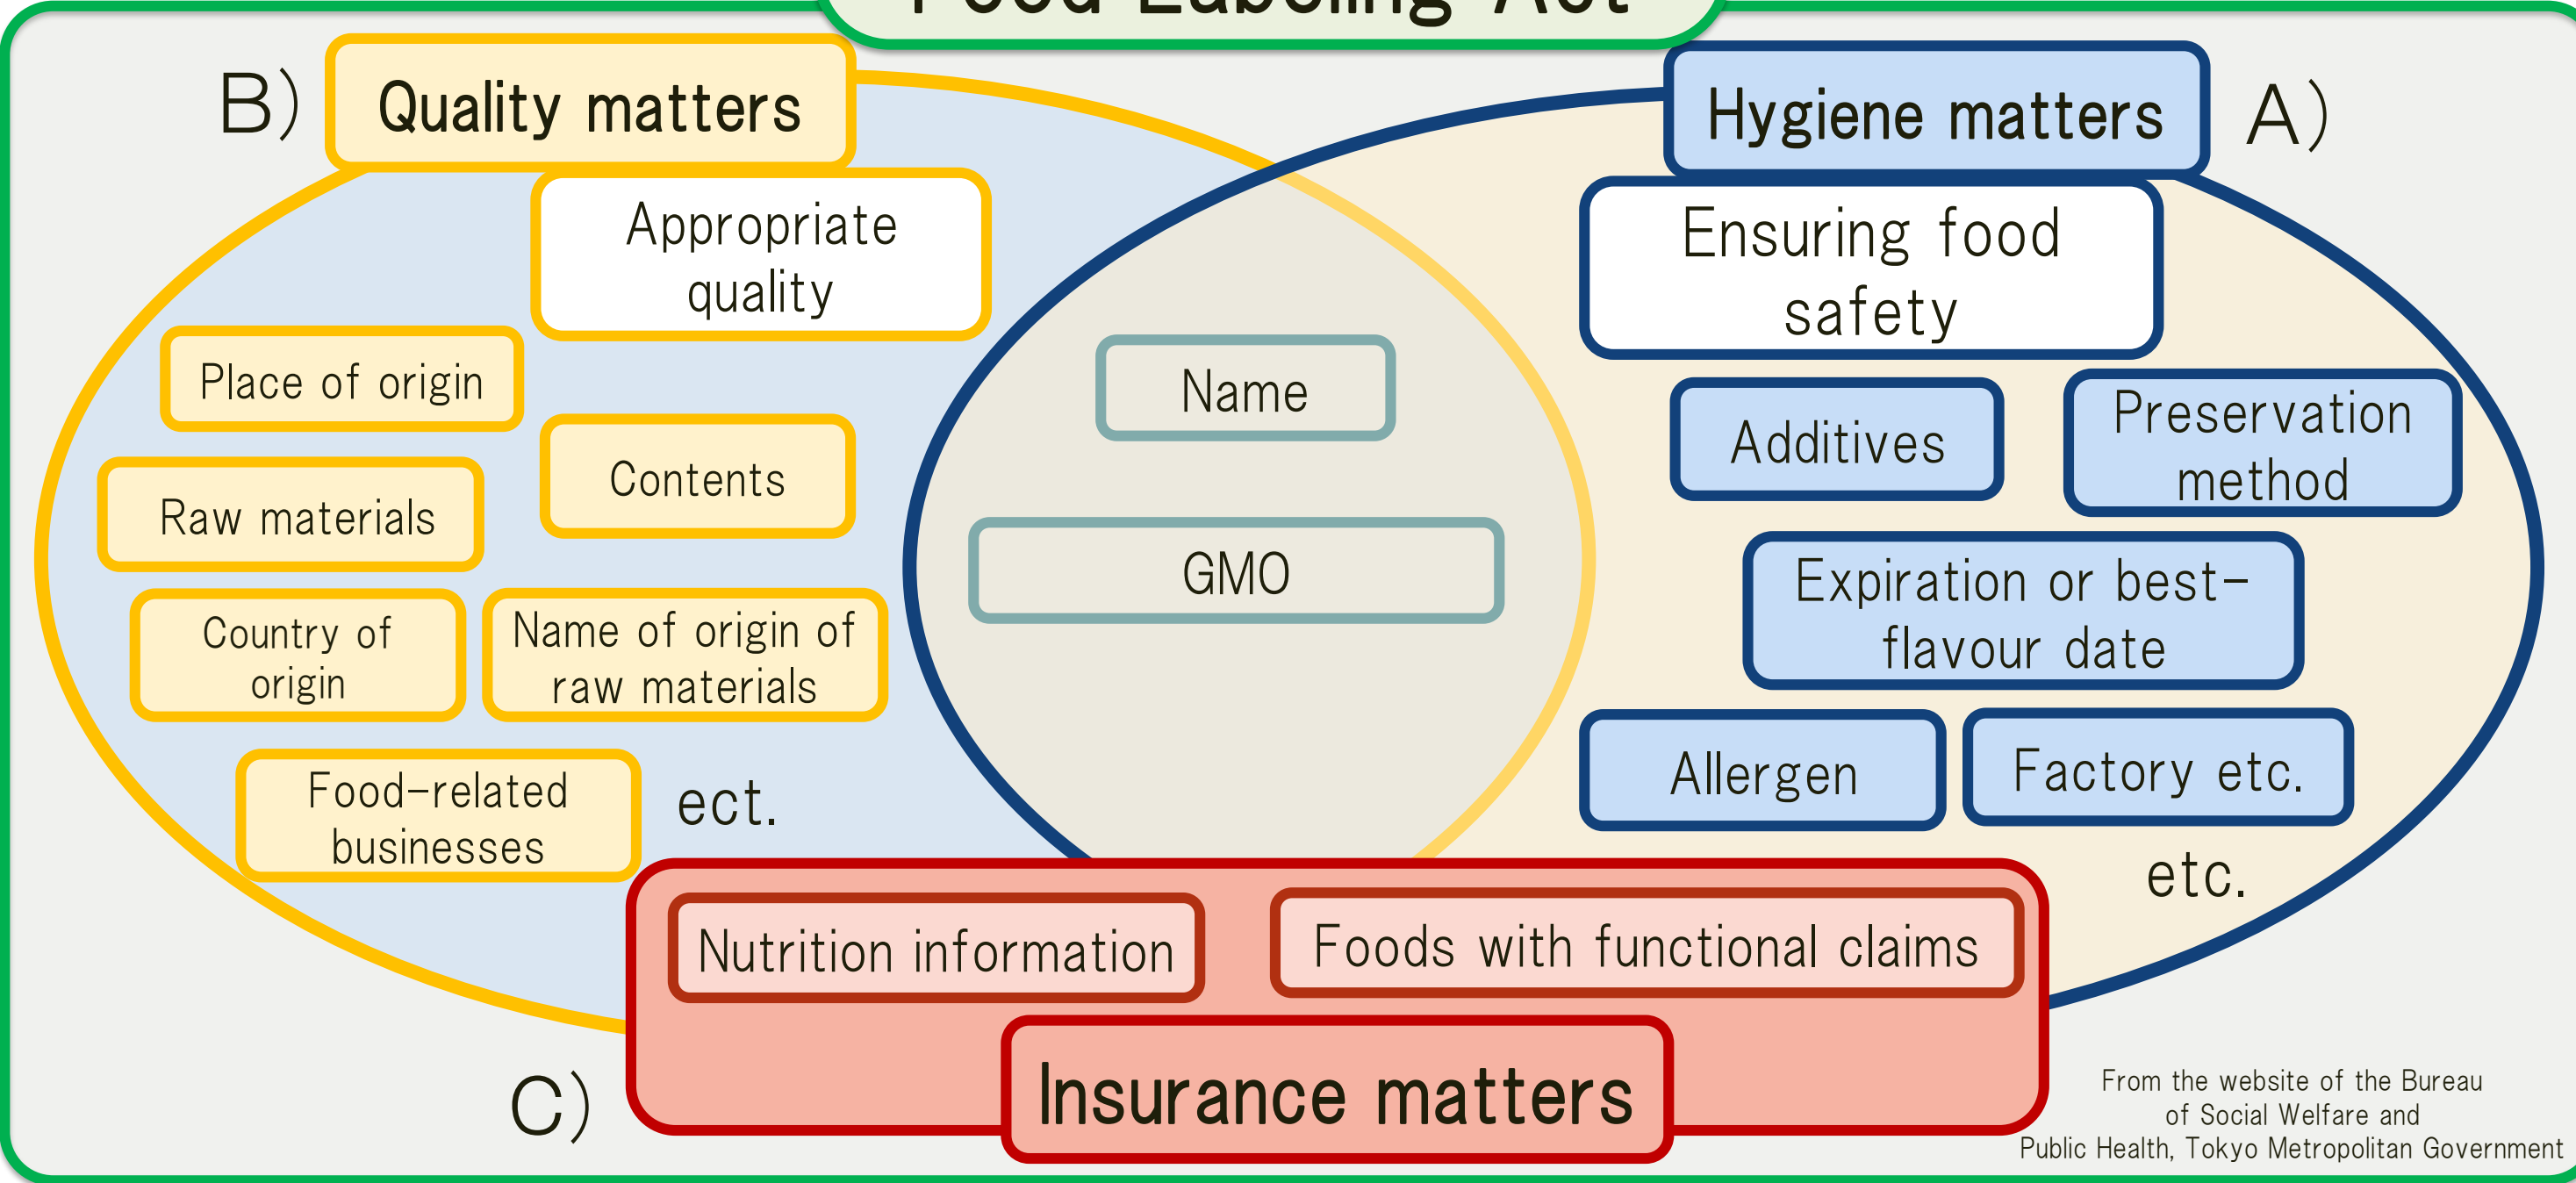 Food Labeling Act
B)
Quality matters
Hygiene matters
A)
Appropriate
quality
Ensuring food
safety
Place of origin
Contents
Raw materials
Country of
origin
Name of origin of
raw materials
Food-related
businesses
ect.
Name
GMO
Additives
Preservation
method
Expiration or best-
flavour date
Allergen
Factory etc.
etc.
Nutrition information
Foods with functional claims
C)
Insurance matters
From the website of the Bureau
of Social Welfare and
Public Health, Tokyo Metropolitan Government